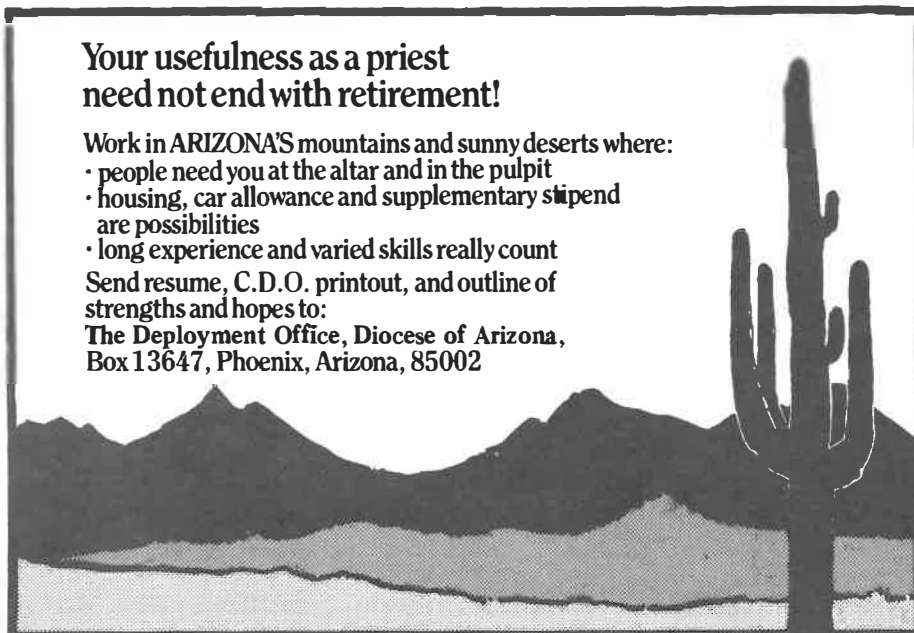 Your usefulness as a priest
need not end with retirement!
Work in ARIZONA'S mountains and sunny deserts where:
· people need you at the altar and in the pulpit
· housing, car allowance and supplementary stipend
are possibilities
· long experience and varied skills really count
Send resume, C.D.O. printout, and outline of
strengths and hopes to:
The Deployment Office, Diocese of Arizona,
Box 13647, Phoenix, Arizona, 85002